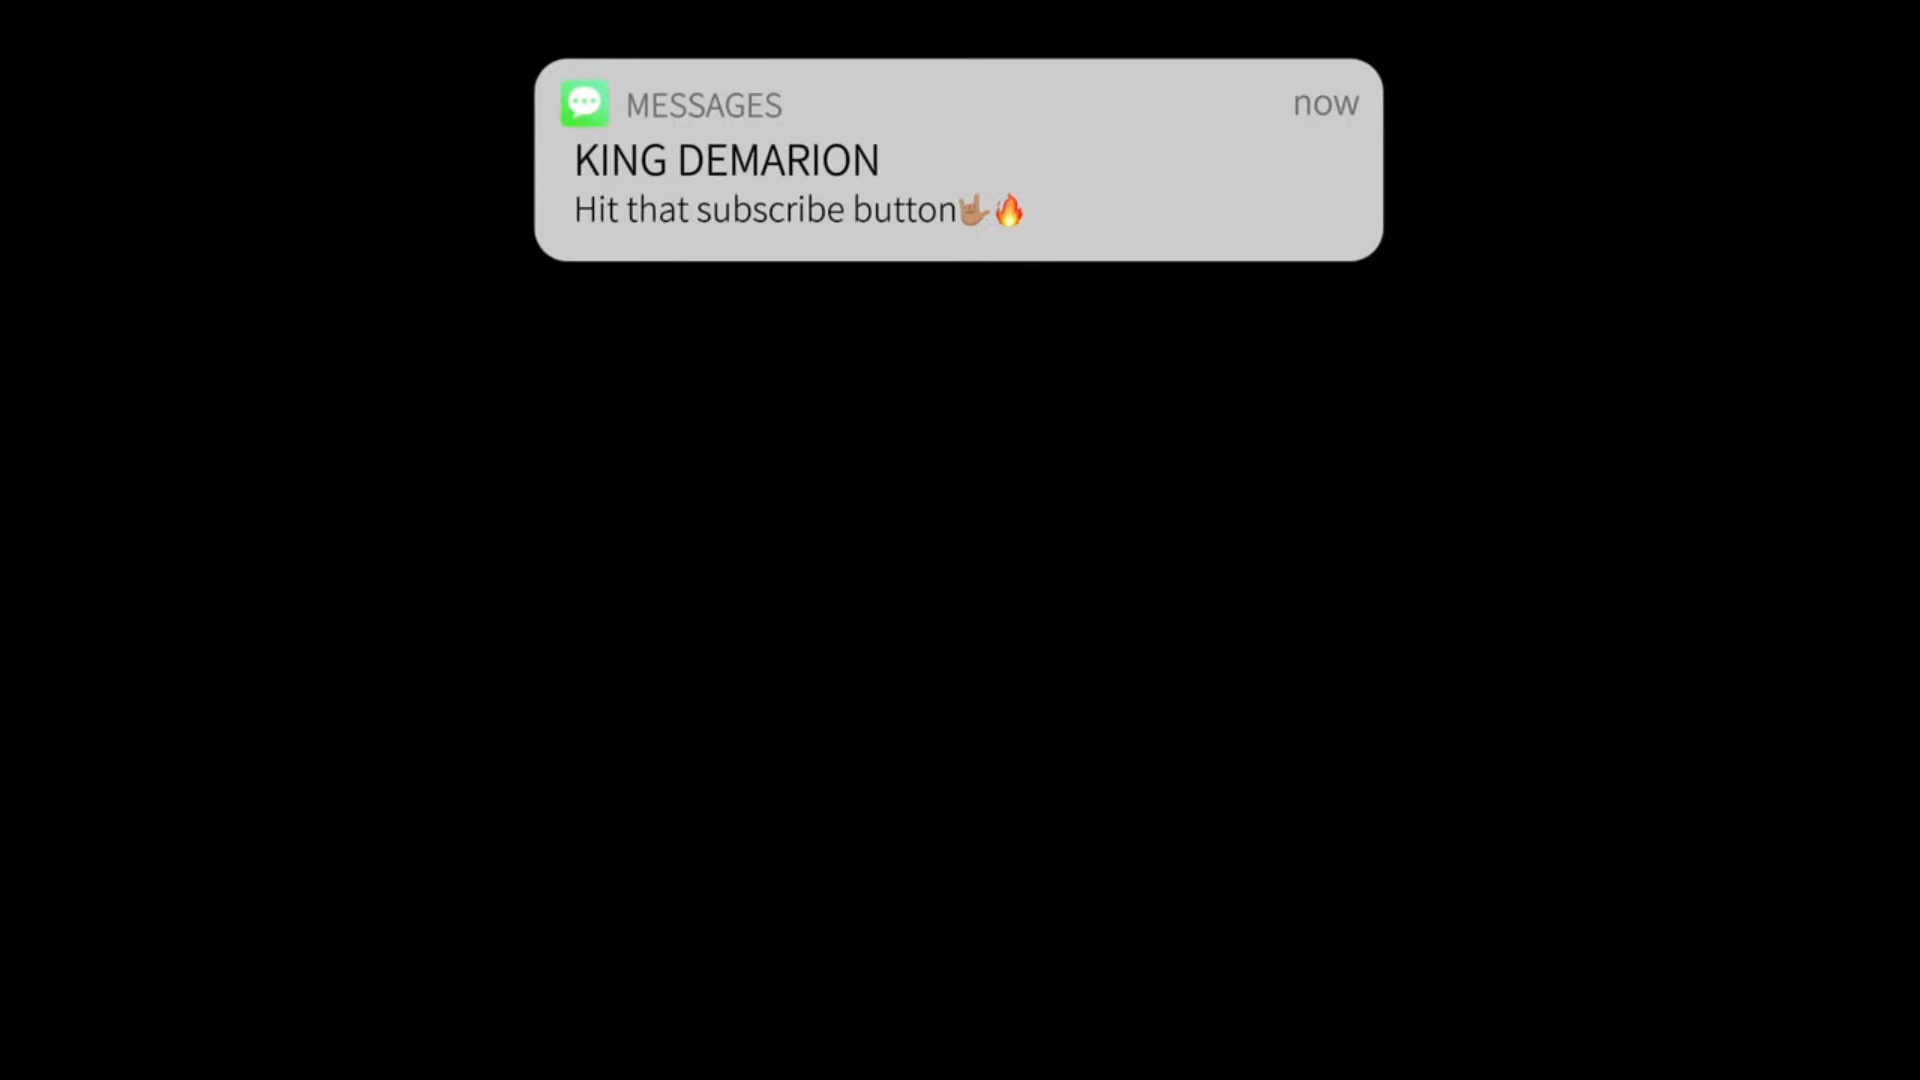 MESSAGES now
KING DEMARION
Hit that subscribe button🤟🏽🔥